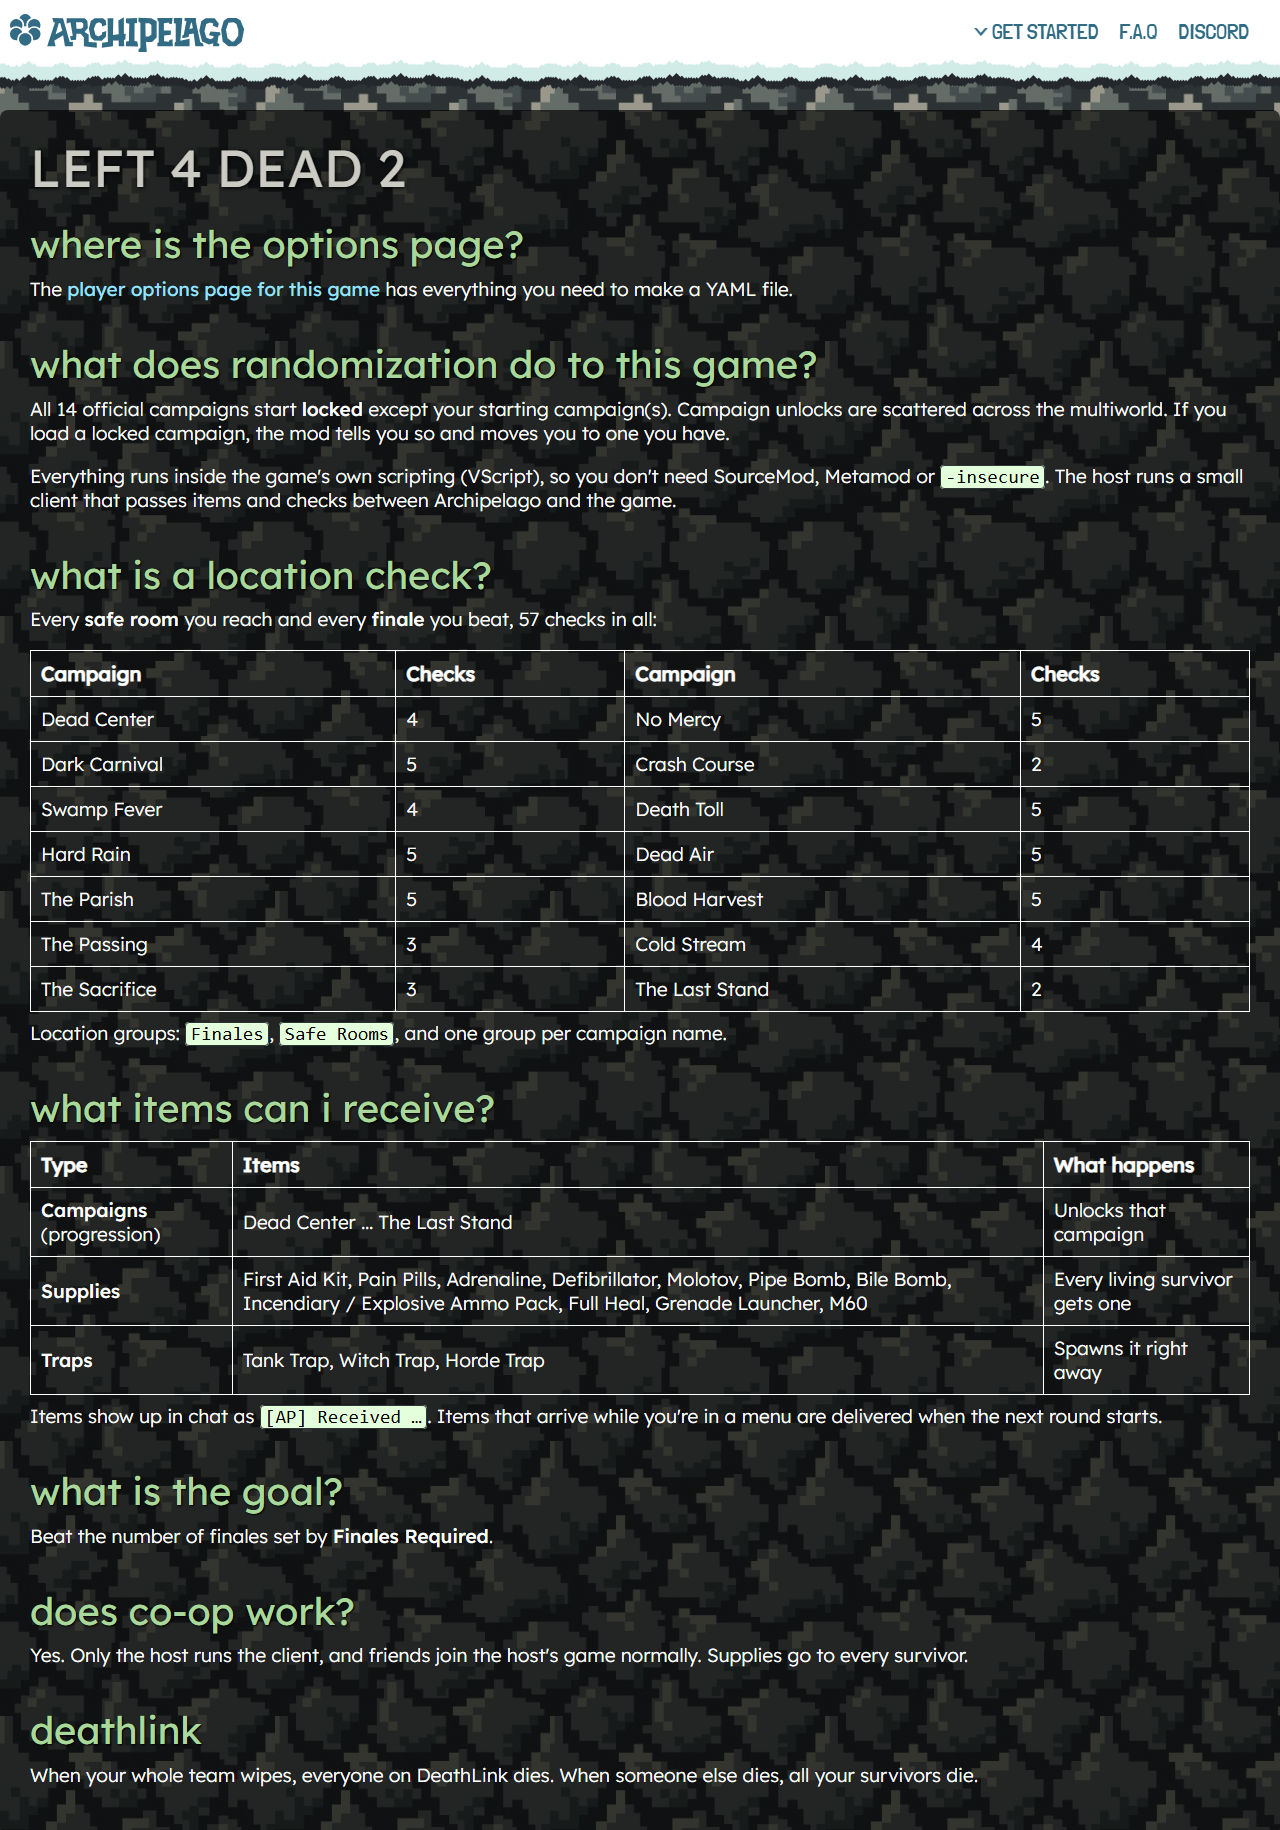 ARCHIPELAGO
GET STARTED F.A.Q DISCORD
LEFT 4 DEAD 2
where is the options page?
The player options page for this game has everything you need to make a YAML file.
what does randomization do to this game?
All 14 official campaigns start locked except your starting campaign(s). Campaign unlocks are scattered across the multiworld. If you
load a locked campaign, the mod tells you so and moves you to one you have.
Everything runs inside the game's own scripting (VScript), so you don't need SourceMod, Metamod or -insecure. The host runs a small
client that passes items and checks between Archipelago and the game.
what is a location check?
Every safe room you reach and every finale you beat, 57 checks in all:
Campaign Checks Campaign Checks
Dead Center 4 No Mercy 5
Dark Carnival 5 Crash Course 2
Swamp Fever 4 Death Toll 5
Hard Rain 5 Dead Air 5
The Parish 5 Blood Harvest 5
The Passing 3 Cold Stream 4
The Sacrifice 3 The Last Stand 2
Location groups: Finales, Safe Rooms, and one group per campaign name.
what items can i receive?
Type Items What happens
Campaigns
(progression)
Dead Center … The Last Stand
Unlocks that
campaign
Supplies
First Aid Kit, Pain Pills, Adrenaline, Defibrillator, Molotov, Pipe Bomb, Bile Bomb,
Incendiary / Explosive Ammo Pack, Full Heal, Grenade Launcher, M60
Every living survivor
gets one
Traps
Tank Trap, Witch Trap, Horde Trap
Spawns it right
away
Items show up in chat as [AP] Received …. Items that arrive while you're in a menu are delivered when the next round starts.
what is the goal?
Beat the number of finales set by Finales Required.
does co-op work?
Yes. Only the host runs the client, and friends join the host's game normally. Supplies go to every survivor.
deathlink
When your whole team wipes, everyone on DeathLink dies. When someone else dies, all your survivors die.